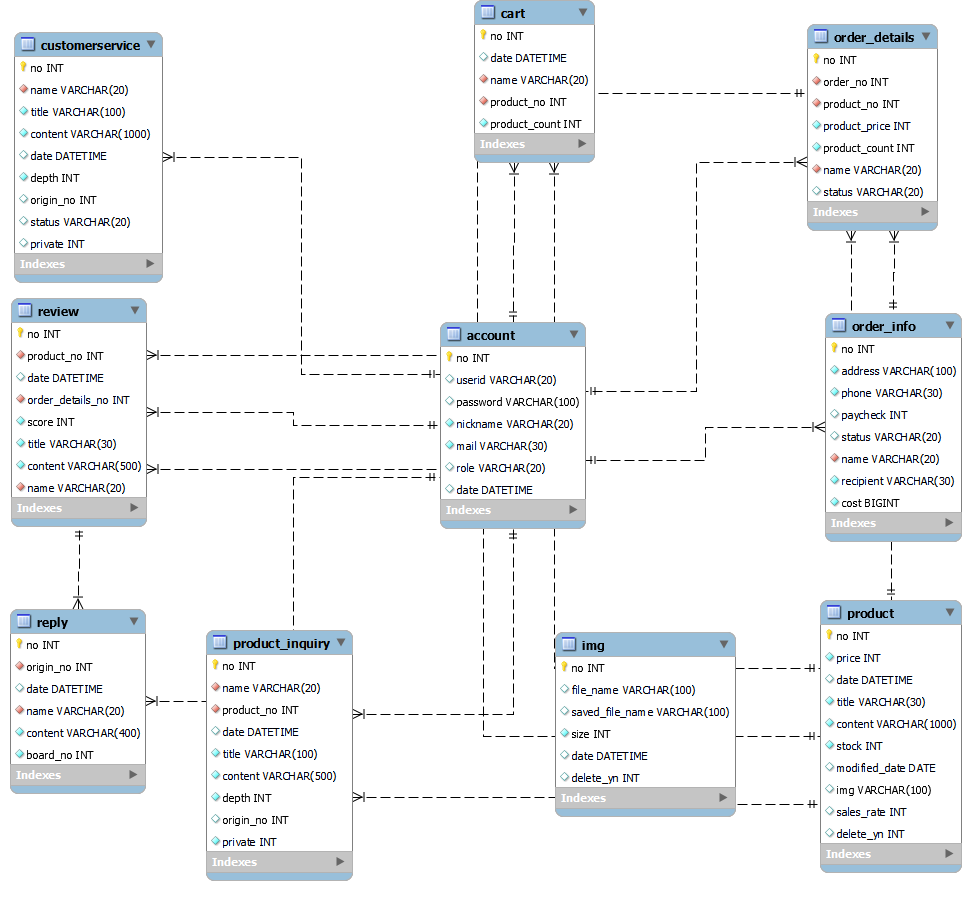 customerservice
no INT
name VARCHAR(20)
title VARCHAR(100)
content VARCHAR(1000)
date DATETIME
depth INT
origin_no INT
status VARCHAR(20)
private INT
Indexes
cart
no INT
date DATETIME
name VARCHAR(20)
product_no INT
product_count INT
Indexes
order_details
no INT
order_no INT
product_no INT
product_price INT
product_count INT
name VARCHAR(20)
status VARCHAR(20)
Indexes
review
no INT
product_no INT
date DATETIME
order_details_no INT
score INT
title VARCHAR(30)
content VARCHAR(500)
name VARCHAR(20)
Indexes
account
no INT
userid VARCHAR(20)
password VARCHAR(100)
nickname VARCHAR(20)
mail VARCHAR(30)
role VARCHAR(20)
date DATETIME
Indexes
order_info
no INT
address VARCHAR(100)
phone VARCHAR(30)
paycheck INT
status VARCHAR(20)
name VARCHAR(20)
recipient VARCHAR(30)
cost BIGINT
Indexes
reply
no INT
origin_no INT
date DATETIME
name VARCHAR(20)
content VARCHAR(400)
board_no INT
Indexes
product_inquiry
no INT
name VARCHAR(20)
product_no INT
date DATETIME
title VARCHAR(100)
content VARCHAR(500)
depth INT
origin_no INT
private INT
Indexes
img
no INT
file_name VARCHAR(100)
saved_file_name VARCHAR(100)
size INT
date DATETIME
delete_yn INT
Indexes
product
no INT
price INT
date DATETIME
title VARCHAR(30)
content VARCHAR(1000)
stock INT
modified_date DATE
img VARCHAR(100)
sales_rate INT
delete_yn INT
Indexes